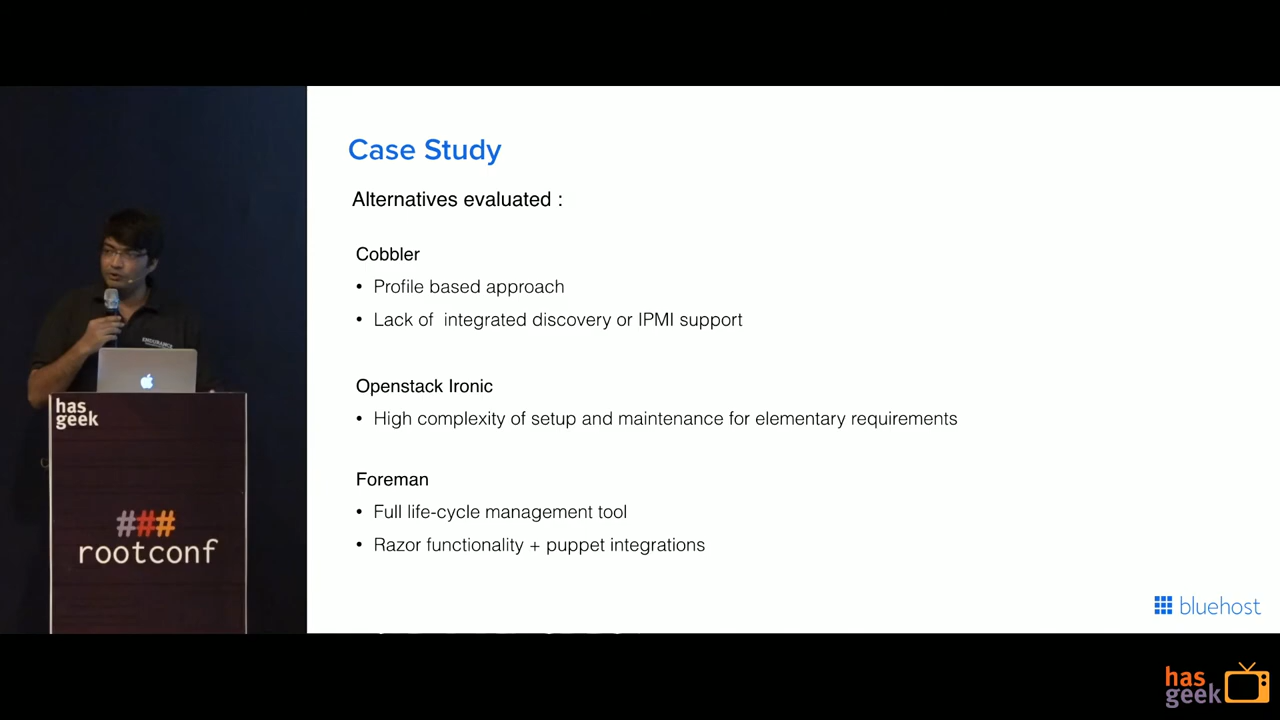 Case Study
Alternatives evaluated :
Cobbler
• Profile based approach
• Lack of  integrated discovery or IPMI support
Openstack Ironic
• High complexity of setup and maintenance for elementary requirements
Foreman
• Full life-cycle management tool
• Razor functionality + puppet integrations
bluehost
has
geek
###
rootconf
has
geek